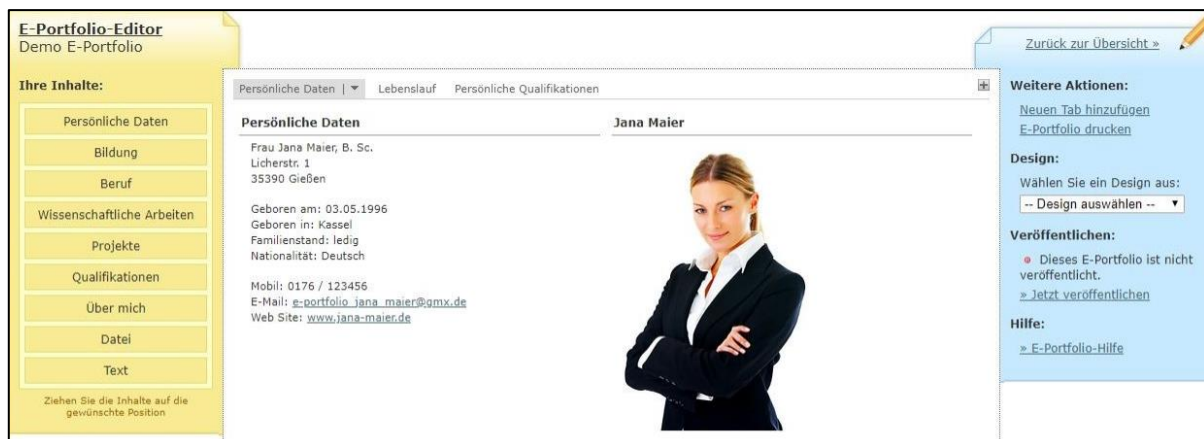 E-Portfolio-Editor
Demo E-Portfolio
Ihre Inhalte:
Persönliche Daten
Bildung
Beruf
Wissenschaftliche Arbeiten
Projekte
Qualifikationen
Über mich
Datei
Text
Ziehen Sie die Inhalte auf die
gewünschte Position
Persönliche Daten | ▼ Lebenslauf Persönliche Qualifikationen
Persönliche Daten
Frau Jana Maier, B. Sc.
Licherstr. 1
35390 Gießen
Geboren am: 03.05.1996
Geboren in: Kassel
Familienstand: ledig
Nationalität: Deutsch
Mobil: 0176 / 123456
E-Mail: e-portfolio_jana_maier@gmx.de
Web Site: www.jana-maier.de
Jana Maier
Zurück zur Übersicht »
Weitere Aktionen:
Neuen Tab hinzufügen
E-Portfolio drucken
Design:
Wählen Sie ein Design aus:
-- Design auswählen -- ▼
Veröffentlichen:
Dieses E-Portfolio ist nicht
veröffentlicht.
» Jetzt veröffentlichen
Hilfe:
» E-Portfolio-Hilfe